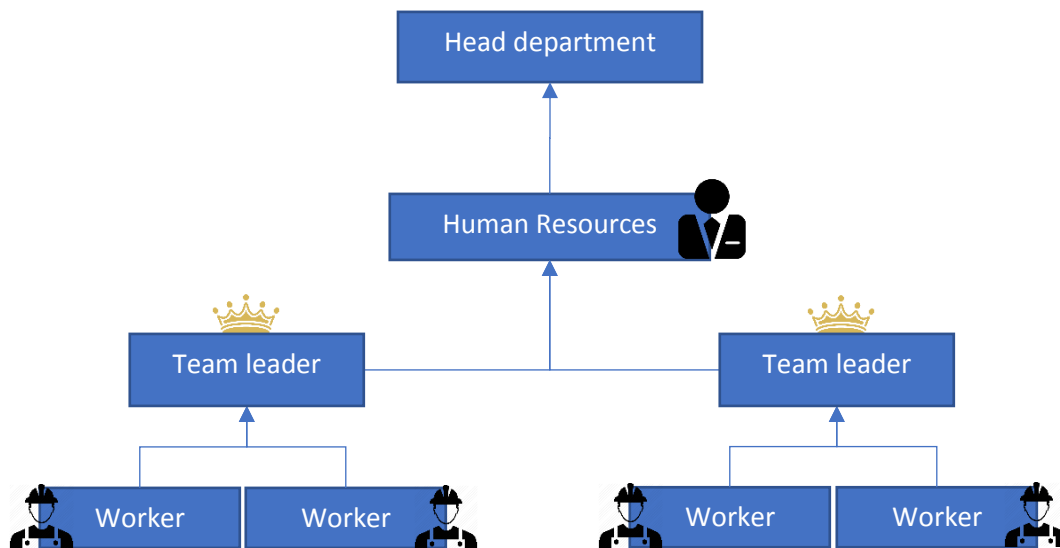 Head department
Human Resources
Team leader
Team leader
Worker
Worker
Worker
Worker